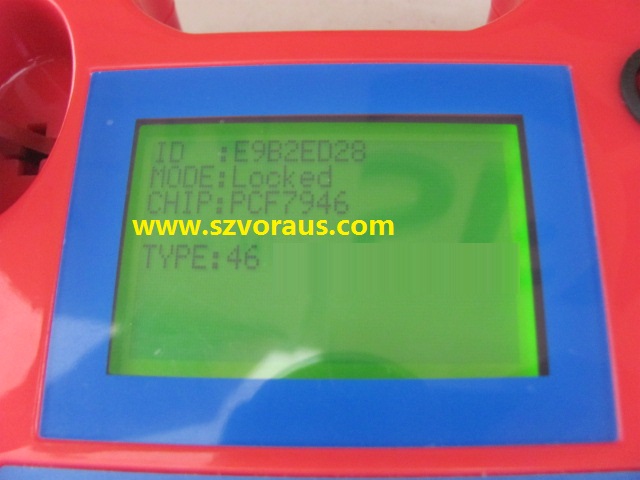 ID :E9B2ED28
MODE:Locked
CHIP:PCF7946
www.szvoraus.com
TYPE:46